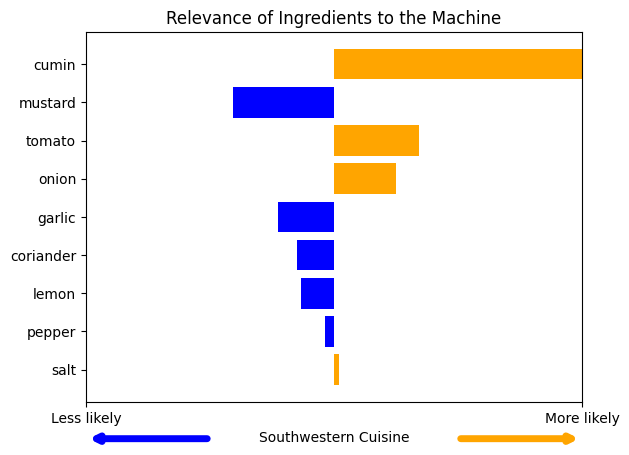 Relevance of Ingredients to the Machine
cumin
mustard
tomato
onion
garlic
coriander
lemon
pepper
salt
Less likely
More likely
Southwestern Cuisine